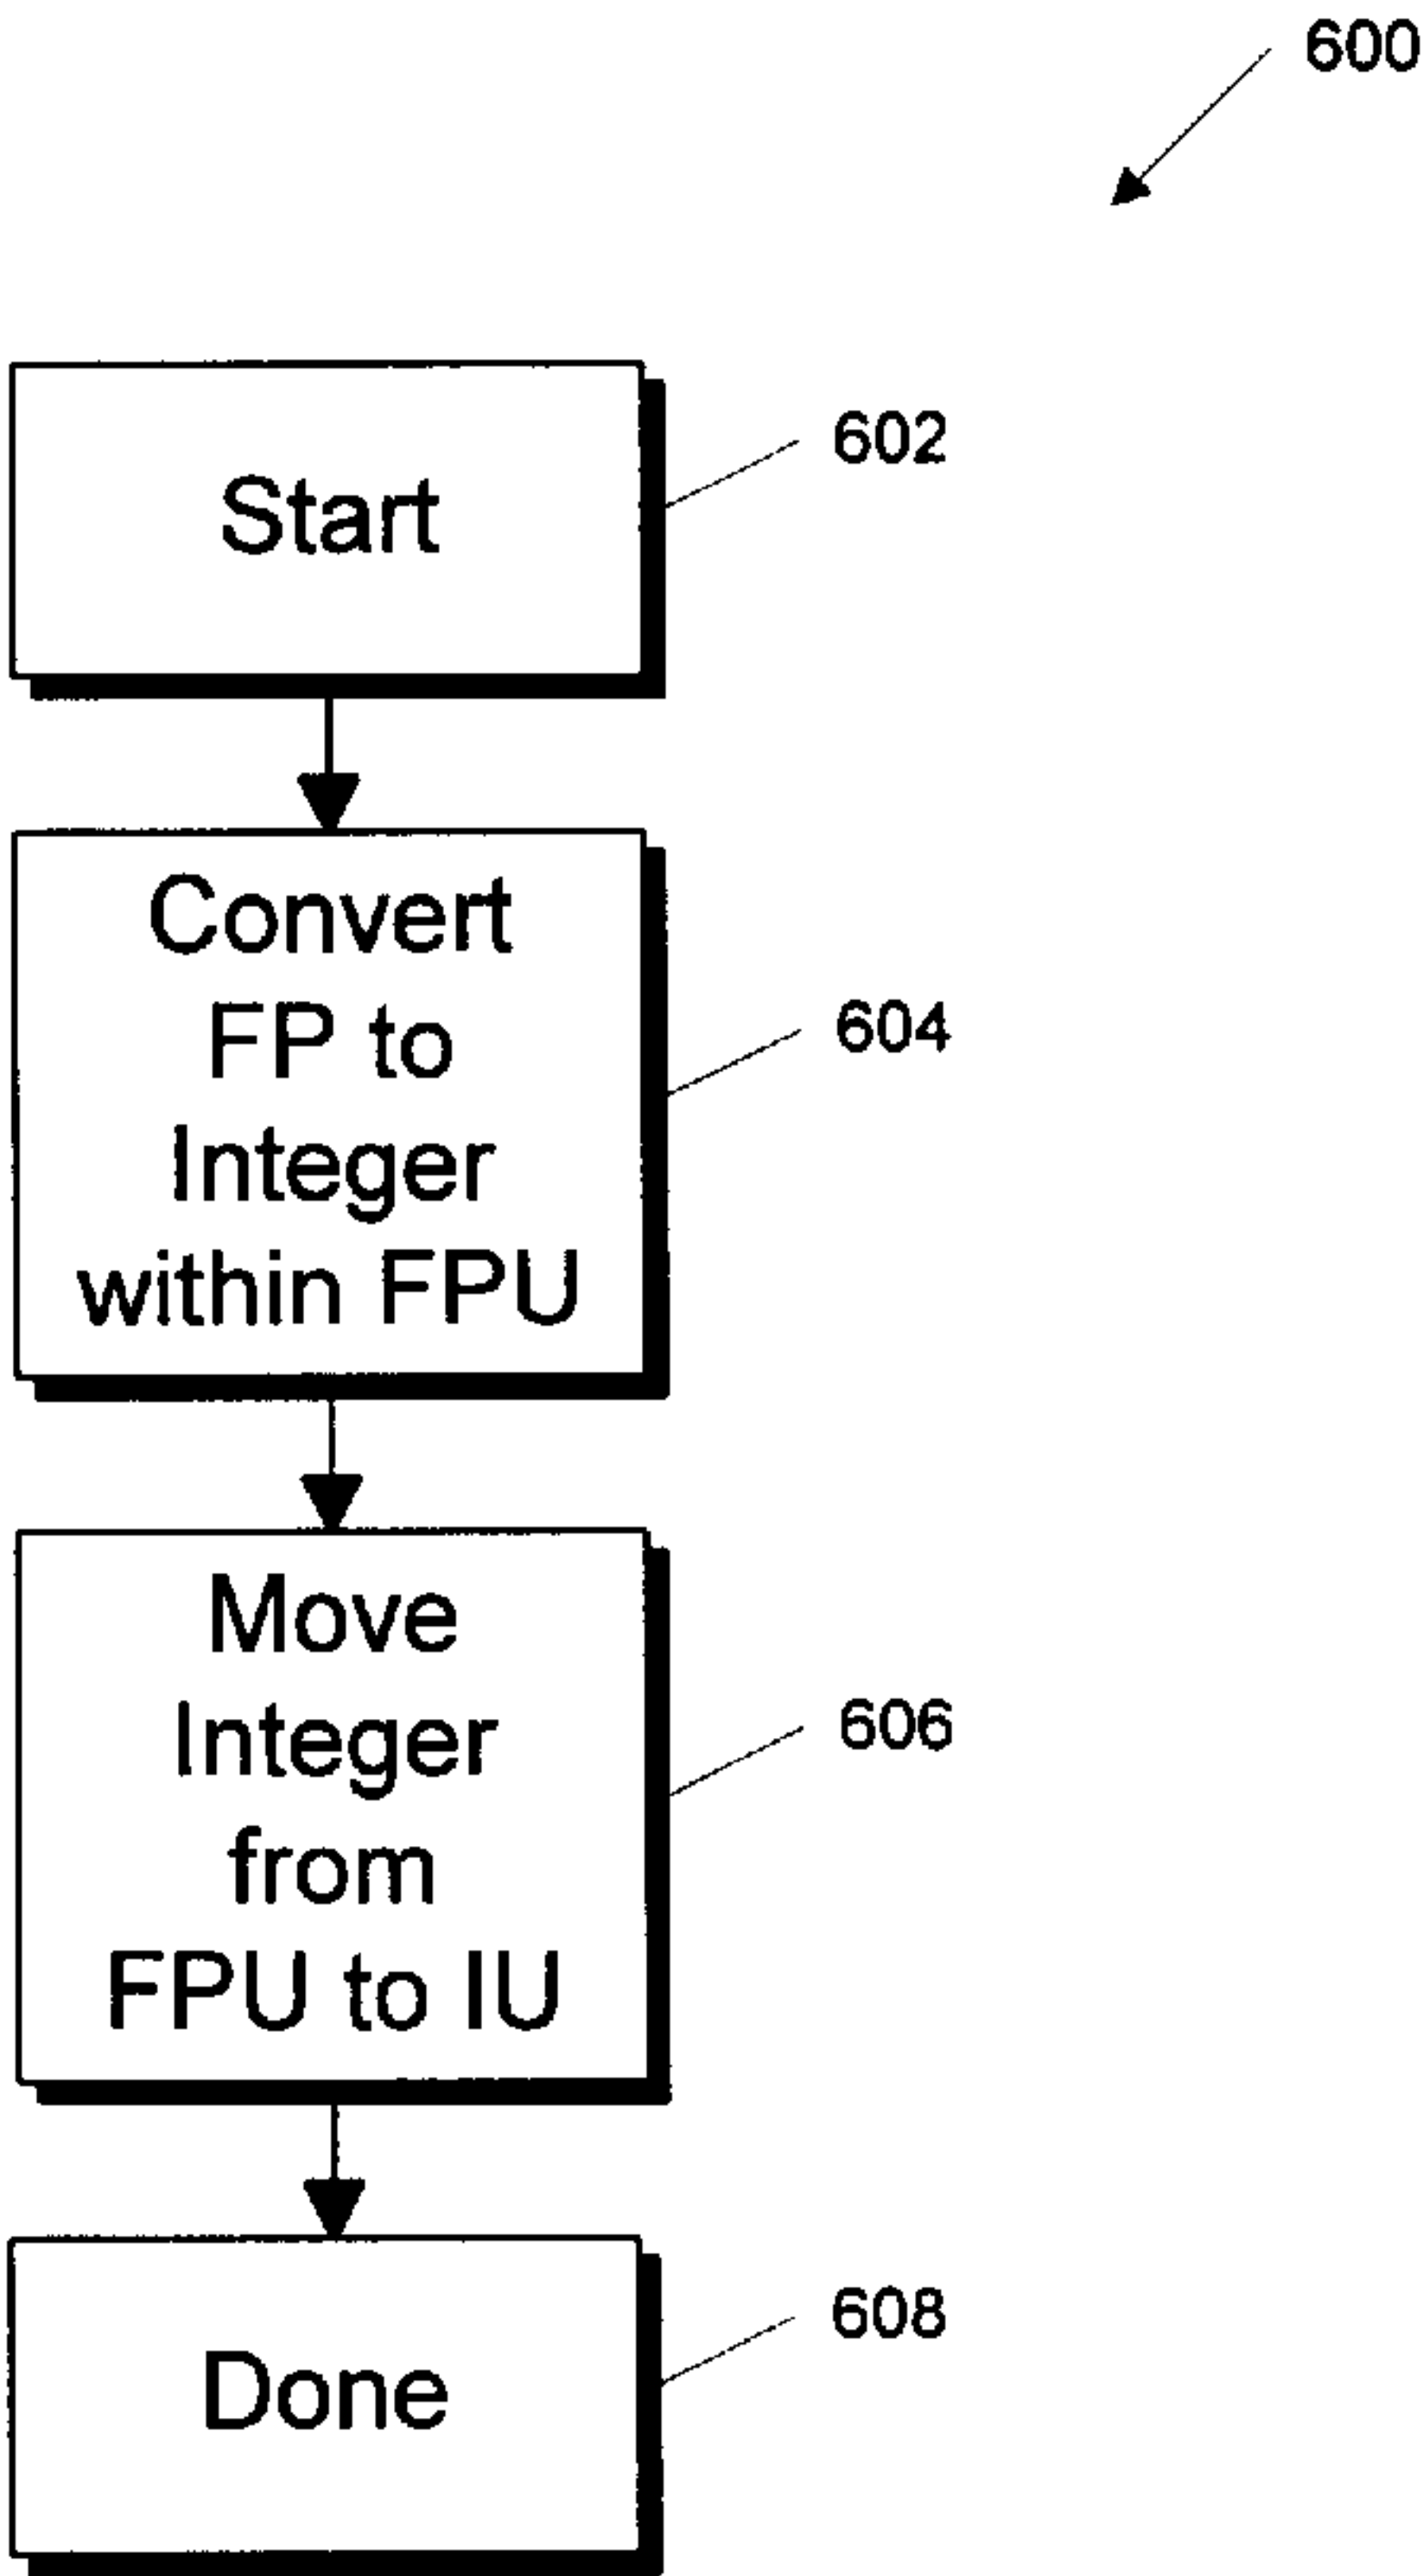 600
Start
602
Convert
FP to
Integer
within FPU
604
Move
Integer
from
FPU to IU
606
Done
608